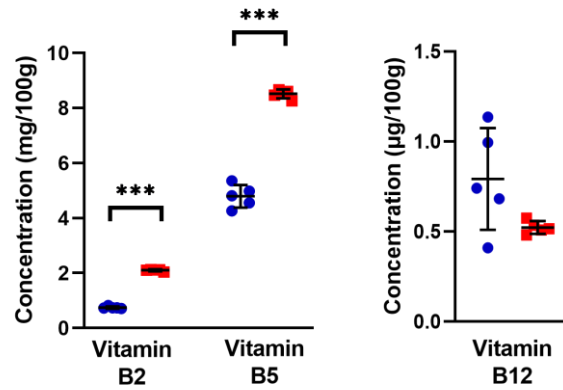 ***
***
Concentration (mg/100g)
10
8
6
4
2
0
Vitamin
B2
Vitamin
B5
Concentration (µg/100g)
1.5
1.0
0.5
0.0
Vitamin
B12